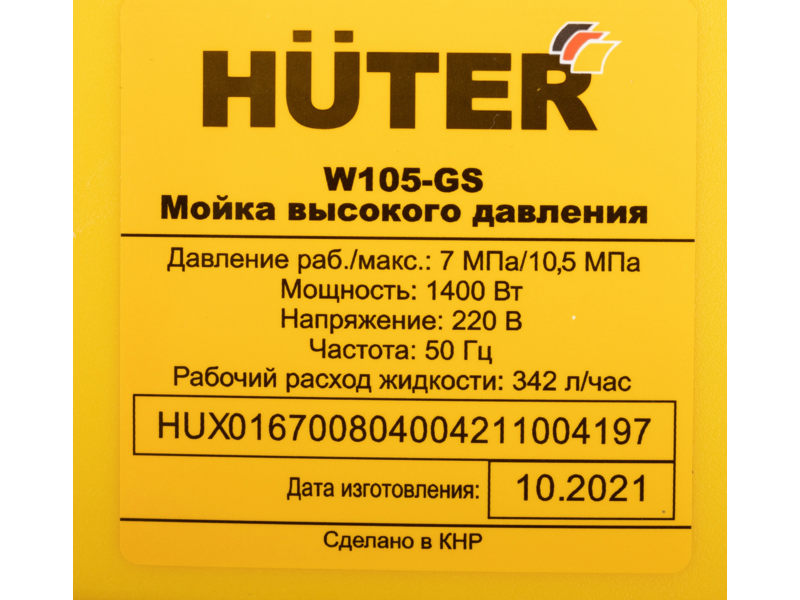 HÜTER
W105-GS
Мойка высокого давления
Давление раб./макс.: 7 МПа/10,5 МПа
Мощность: 1400 Вт
Напряжение: 220 В
Частота: 50 Гц
Рабочий расход жидкости: 342 л/час
HUX016700804004211004197
Дата изготовления: 10.2021
Сделано в КНР